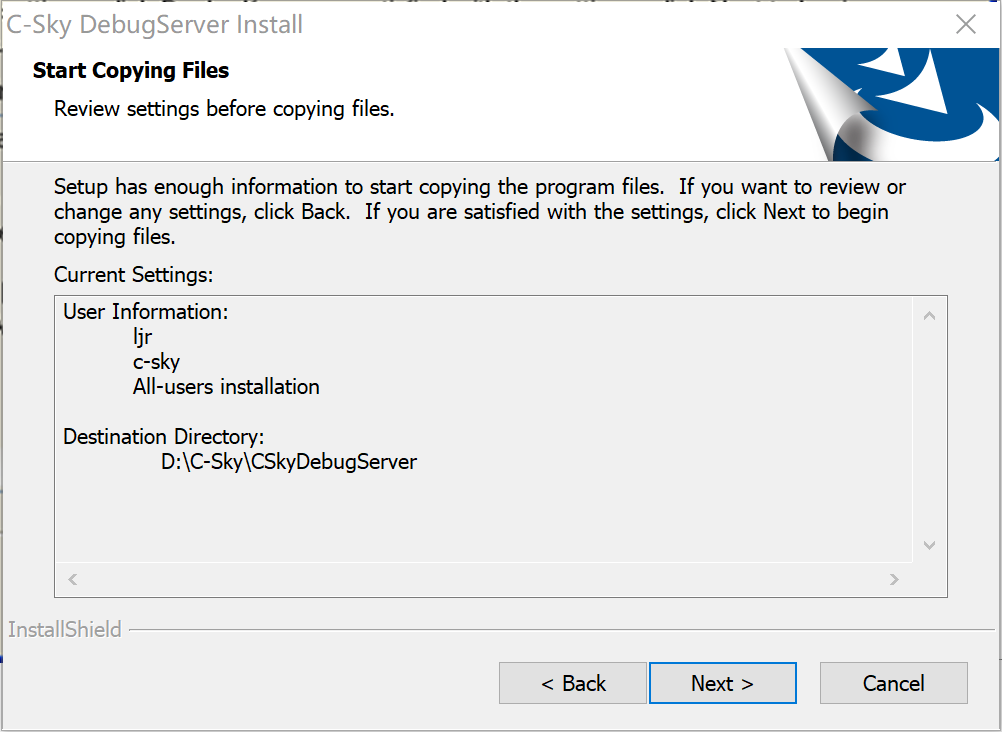 C-Sky DebugServer Install
Start Copying Files
Review settings before copying files.
Setup has enough information to start copying the program files.  If you want to review or
change any settings, click Back.  If you are satisfied with the settings, click Next to begin
copying files.
Current Settings:
User Information:
ljr
c-sky
All-users installation
Destination Directory:
D:\C-Sky\CSkyDebugServer
InstallShield
< Back
Next >
Cancel